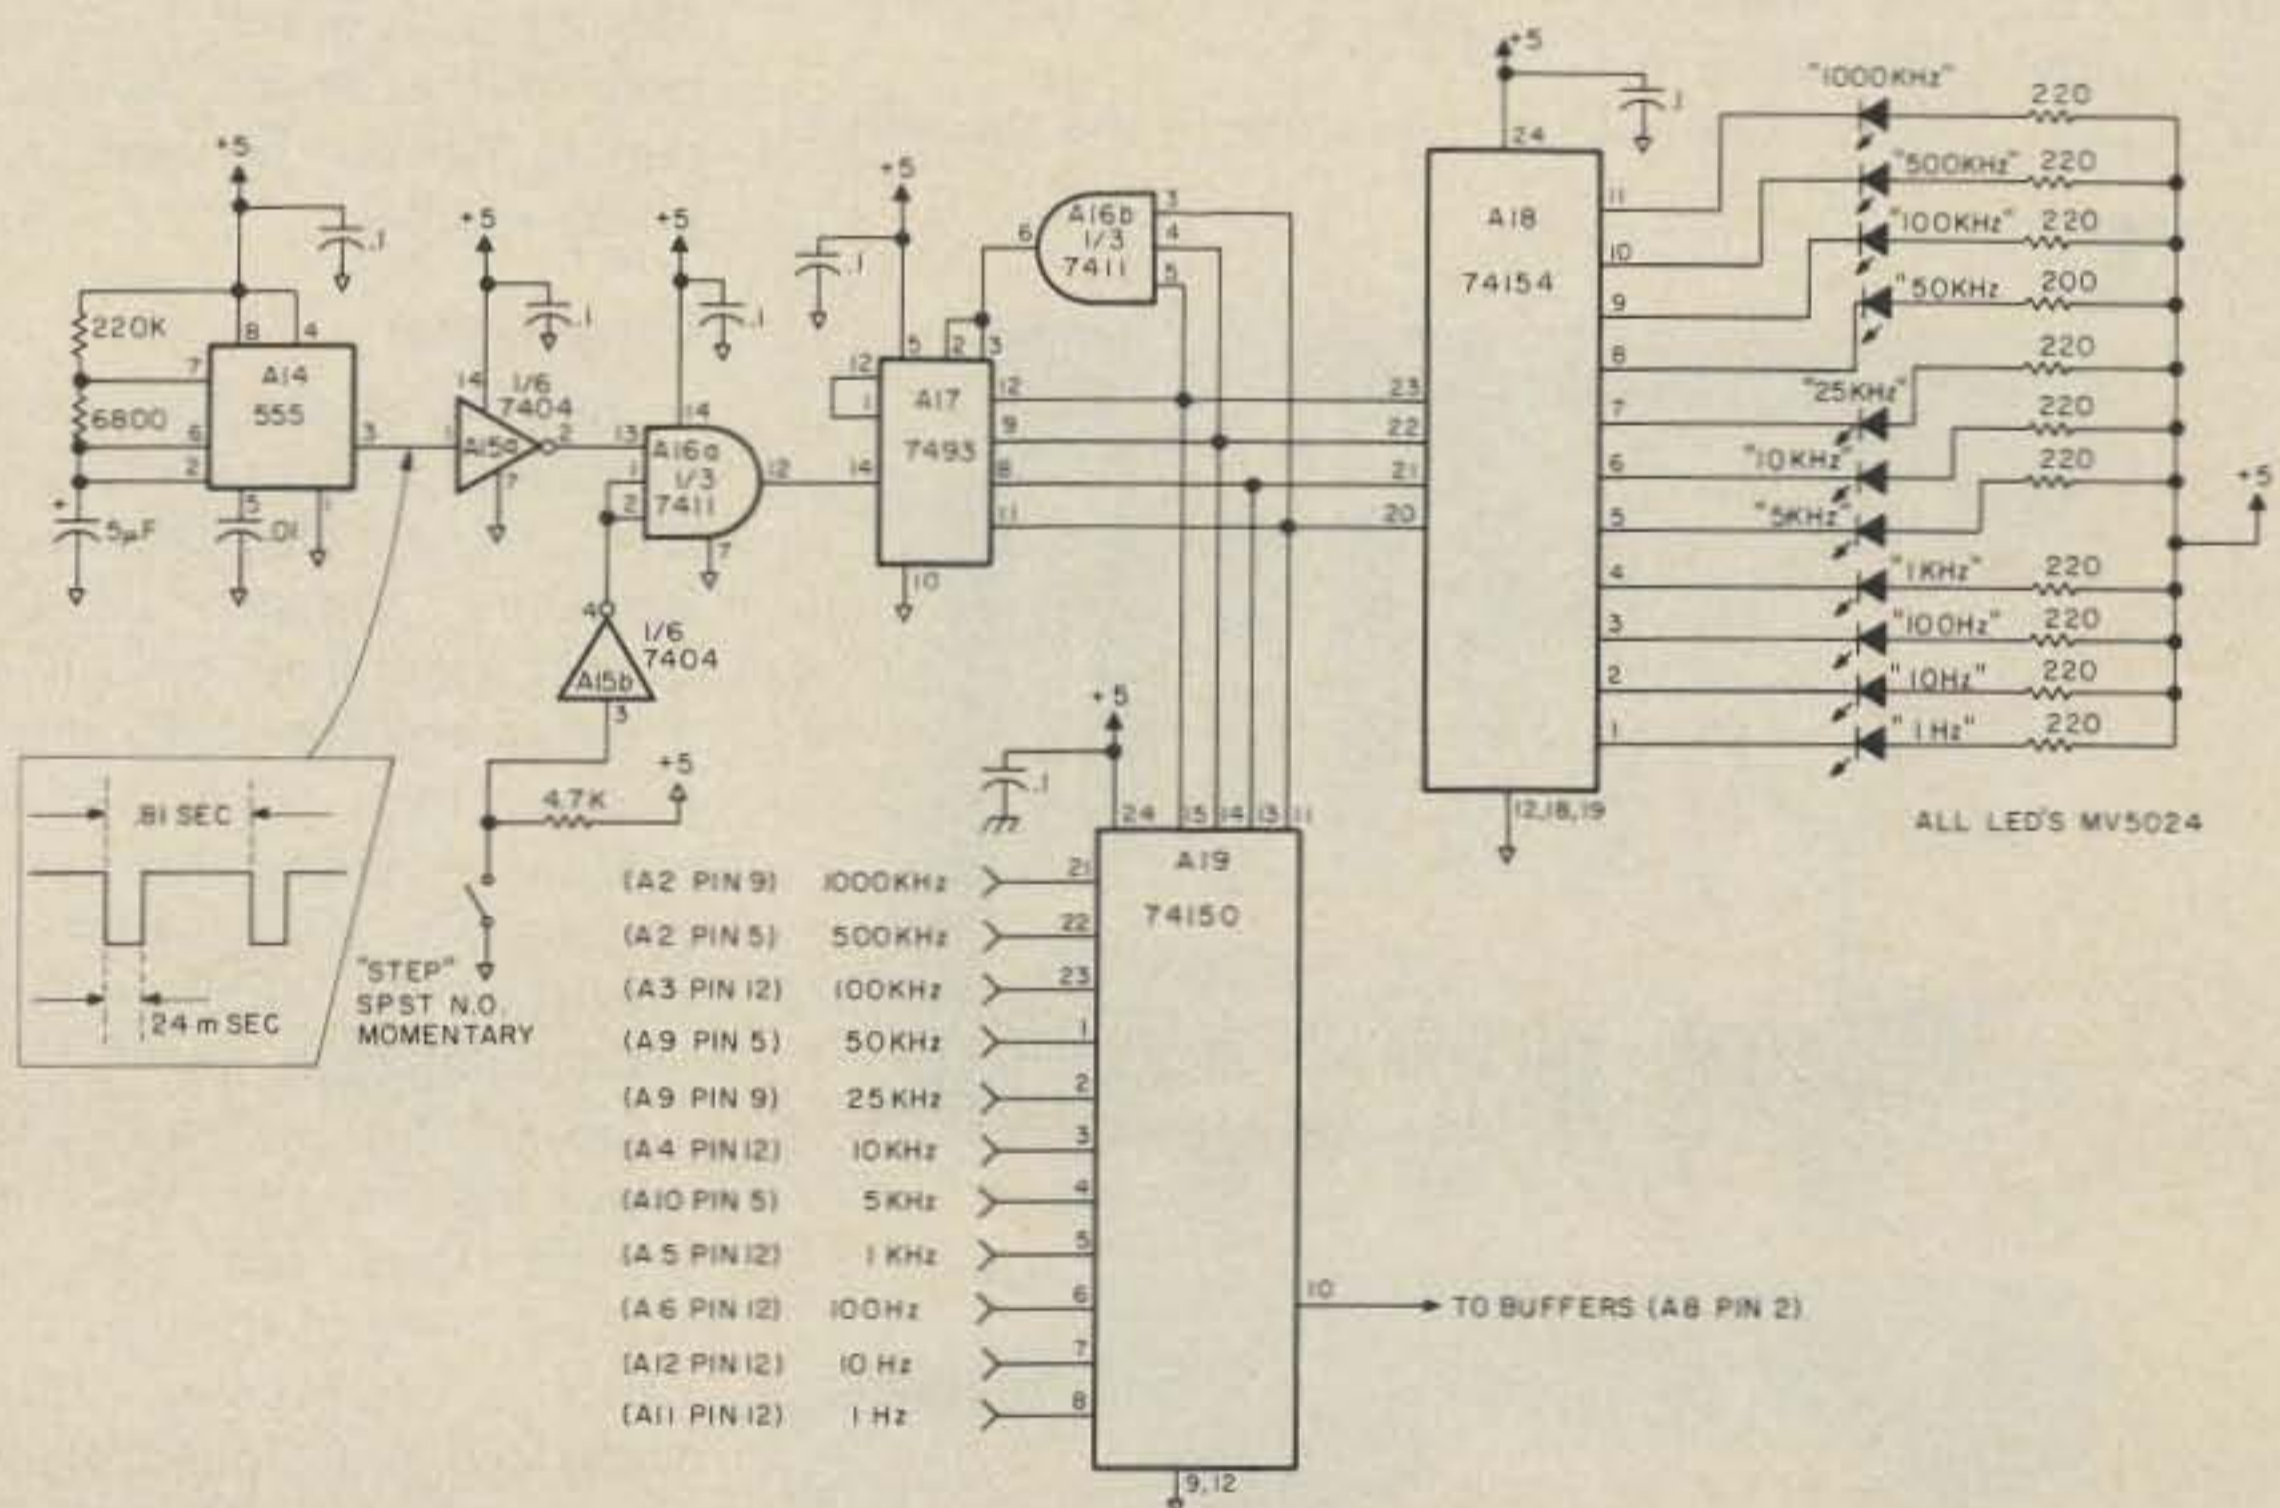 +5
.1
220K
8
4
7
A14
555
6800
6
3
2
5
1
+
.5µF
.01
+5
.1
14
1/6
7404
1
A15a
2
7
+5
.1
14
13
A16a
1/3
7411
1
2
12
7
4
1/6
7404
A15b
3
4.7K
+5
"STEP"
SPST N.O.
MOMENTARY
.81 SEC
24 m SEC
+5
.1
5
2
3
12
1
A17
7493
14
12
9
8
11
10
6
A16b
1/3
7411
3
4
5
+5
.1
24
A18
74154
23
22
21
20
11
10
9
8
7
6
5
4
3
2
1
12,18,19
"1000KHz" 220
"500KHz" 220
"100KHz" 220
"50KHz 200
"25KHz" 220
"10KHz" 220
"5KHz" 220
"1KHz" 220
"100Hz" 220
"10Hz" 220
"1Hz" 220
+5
ALL LED'S MV5024
+5
.1
24 15 14 13 11
A19
74150
(A2 PIN 9) 1000KHz 21
(A2 PIN 5) 500KHz 22
(A3 PIN 12) 100KHz 23
(A9 PIN 5) 50KHz 1
(A9 PIN 9) 25KHz 2
(A4 PIN 12) 10KHz 3
(A10 PIN 5) 5KHz 4
(A5 PIN 12) 1KHz 5
(A6 PIN 12) 100Hz 6
(A12 PIN 12) 10Hz 7
(A11 PIN 12) 1Hz 8
10
TO BUFFERS (A8 PIN 2)
9,12